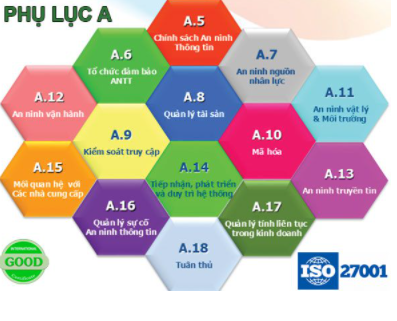 PHỤ LỤC A
A.5
Chính sách An ninh
Thông tin
A.6
Tổ chức đảm bảo
ANTT
A.7
An ninh nguồn
nhân lực
A.12
An ninh vận hành
A.8
Quản lý tài sản
A.11
An ninh vật lý
& Môi trường
A.9
Kiểm soát truy cập
A.10
Mã hóa
A.15
Mối quan hệ với
Các nhà cung cấp
A.14
Tiếp nhận, phát triển
và duy trì hệ thống
A.13
An ninh truyền tin
A.16
Quản lý sự cố
An ninh thông tin
A.17
Quản lý tính liên tục
trong kinh doanh
A.18
Tuân thủ
INTERNATIONAL
GOOD
ISO 27001